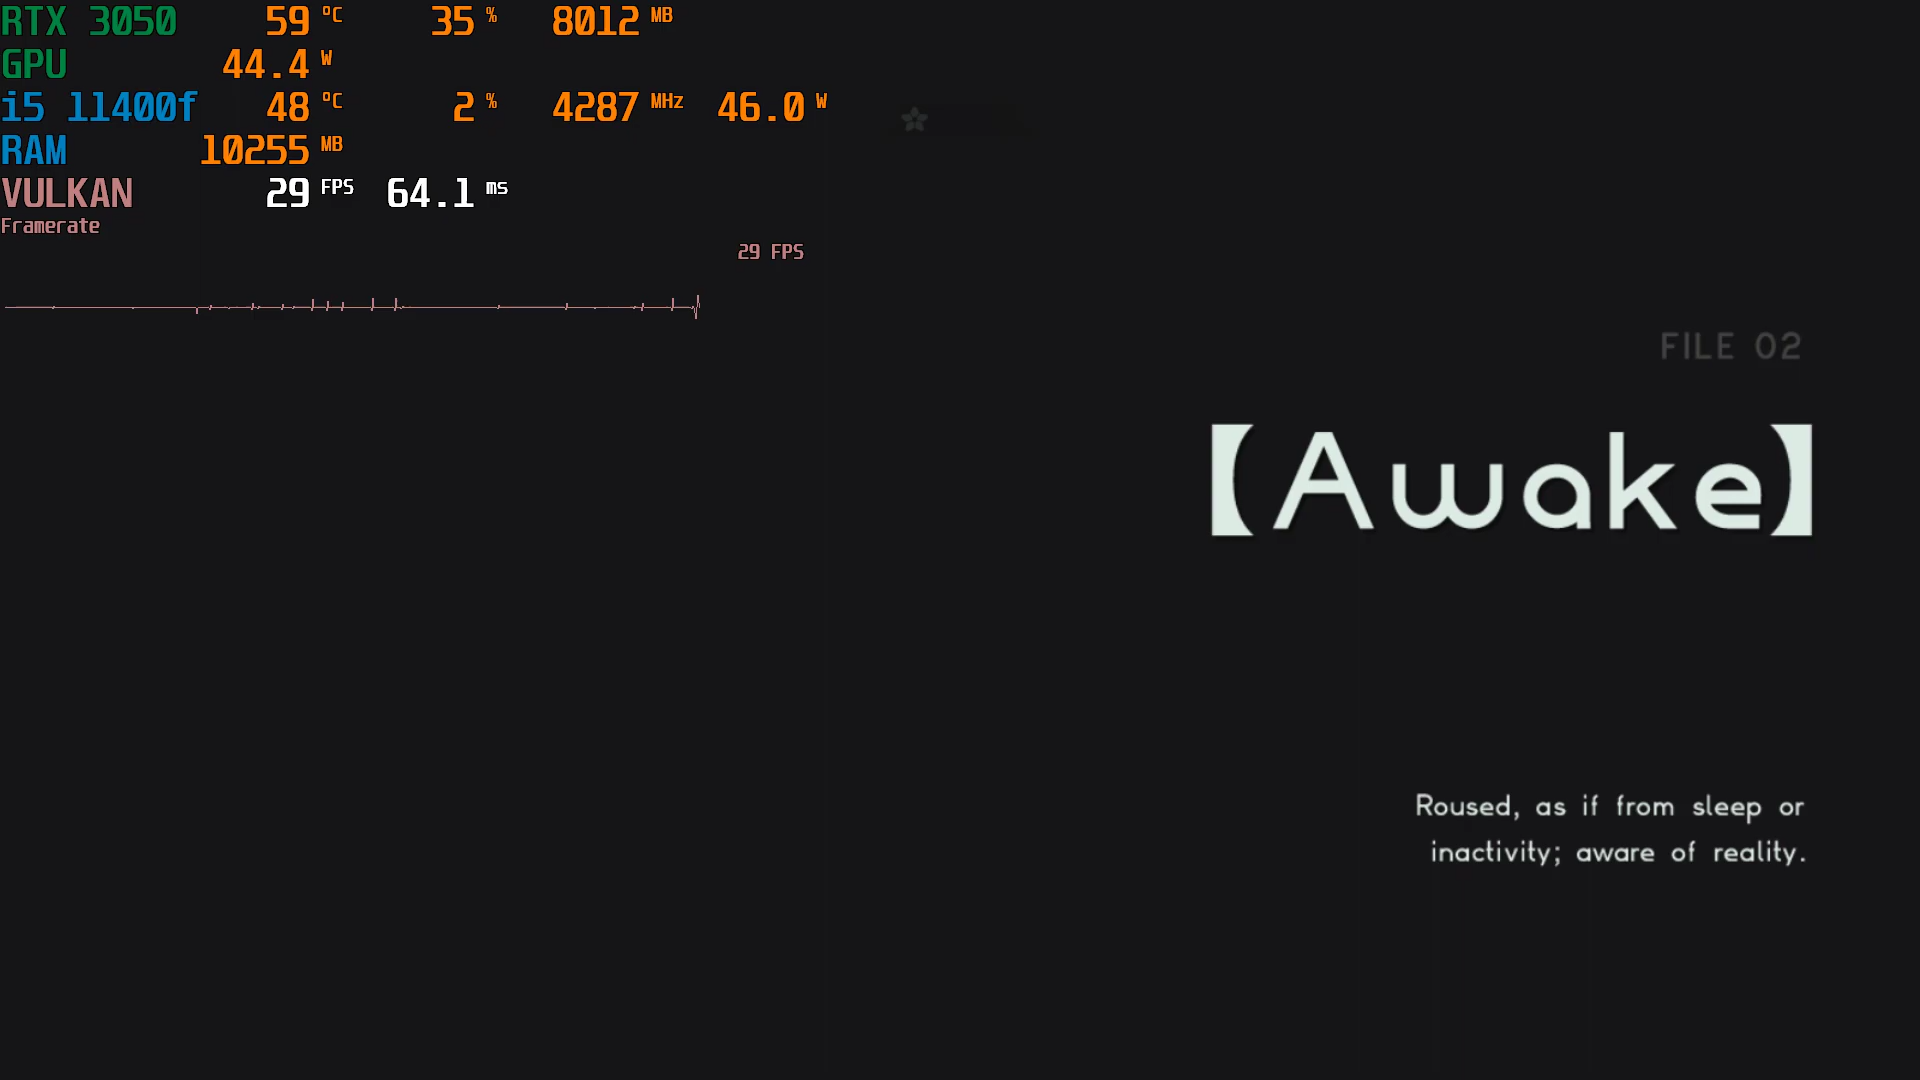 RTX 3050 59 °C 35 % 8012 MB
GPU 44.4 W
i5 11400f 48 °C 2 % 4287 MHz 46.0 W
RAM 10255 MB
VULKAN 29 FPS 64.1 ms
Framerate
29 FPS
FILE 02
【Awake】
Roused, as if from sleep or
inactivity; aware of reality.